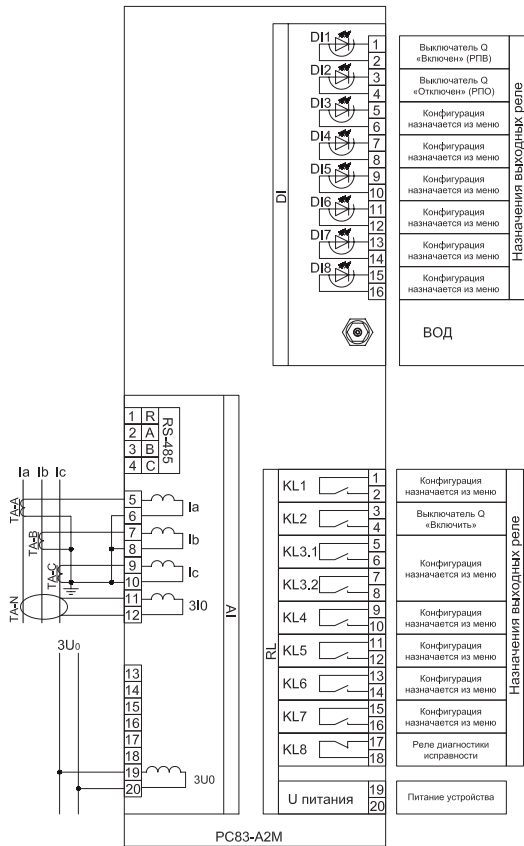 DI
DI1
1
2
Выключатель Q
«Включен» (РПВ)
DI2
3
4
Выключатель Q
«Отключен» (РПО)
DI3
5
6
Конфигурация
назначается из меню
DI4
7
8
Конфигурация
назначается из меню
DI5
9
10
Конфигурация
назначается из меню
DI6
11
12
Конфигурация
назначается из меню
DI7
13
14
Конфигурация
назначается из меню
DI8
15
16
Конфигурация
назначается из меню
Назначения выходных реле
ВОД
AI
RS-485
1 R
2 A
3 B
4 C
Ia Ib Ic
TA-A
TA-B
TA-C
TA-N
5
6
Ia
7
8
Ib
9
10
Ic
11
12
3I0
3U0
13
14
15
16
17
18
19
20
3U0
RL
KL1
1
2
Конфигурация
назначается из меню
KL2
3
4
Выключатель Q
«Включить»
KL3.1
5
6
KL3.2
7
8
Конфигурация
назначается из меню
KL4
9
10
Конфигурация
назначается из меню
KL5
11
12
Конфигурация
назначается из меню
KL6
13
14
Конфигурация
назначается из меню
KL7
15
16
Конфигурация
назначается из меню
KL8
17
18
Реле диагностики
исправности
Назначения выходных реле
U питания
19
20
Питание устройства
РС83-А2М